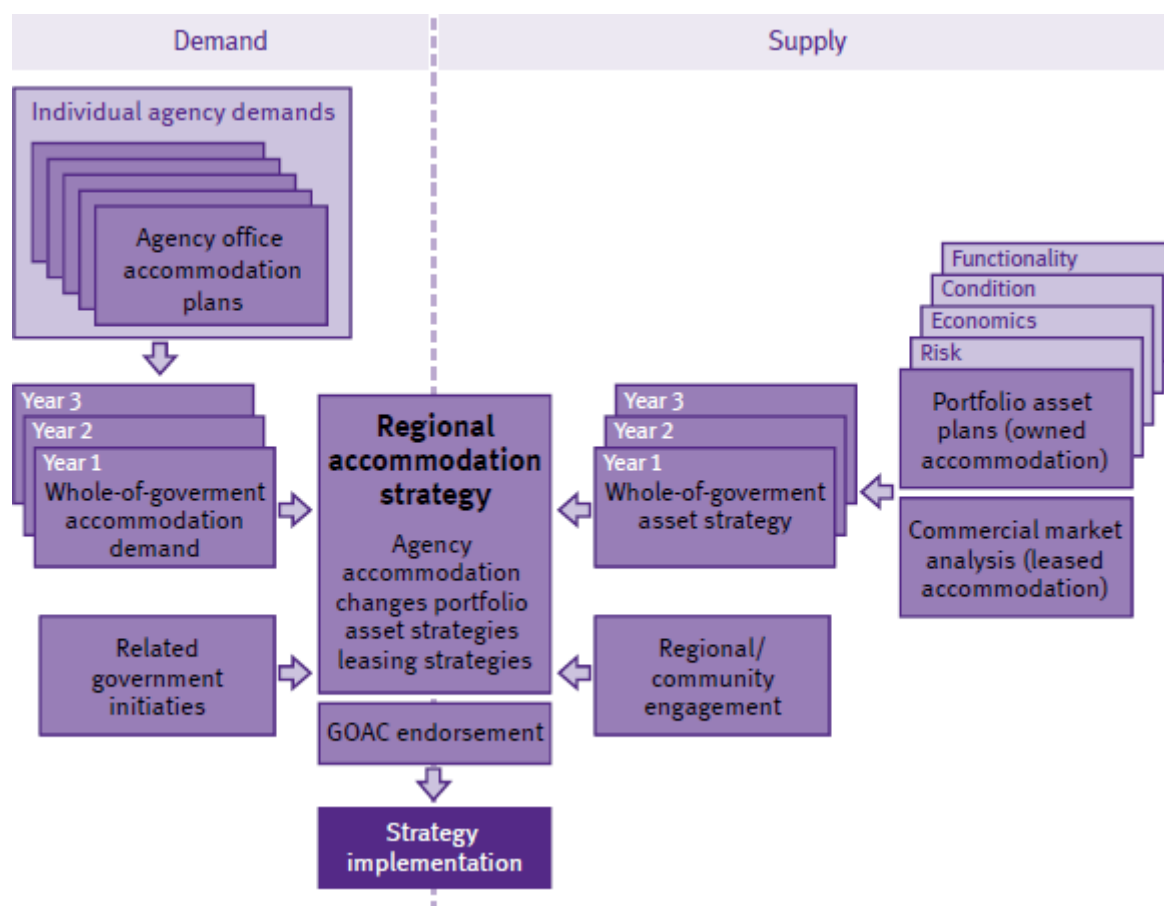 Demand
Supply
Individual agency demands
Agency office
accommodation
plans
Year 3
Year 2
Year 1
Whole-of-goverment
accommodation
demand
Related
government
initiaties
Regional
accommodation
strategy
Agency
accommodation
changes portfolio
asset strategies
leasing strategies
GOAC endorsement
Strategy
implementation
Year 3
Year 2
Year 1
Whole-of-goverment
asset strategy
Regional/
community
engagement
Functionality
Condition
Economics
Risk
Portfolio asset
plans (owned
accommodation)
Commercial market
analysis (leased
accommodation)